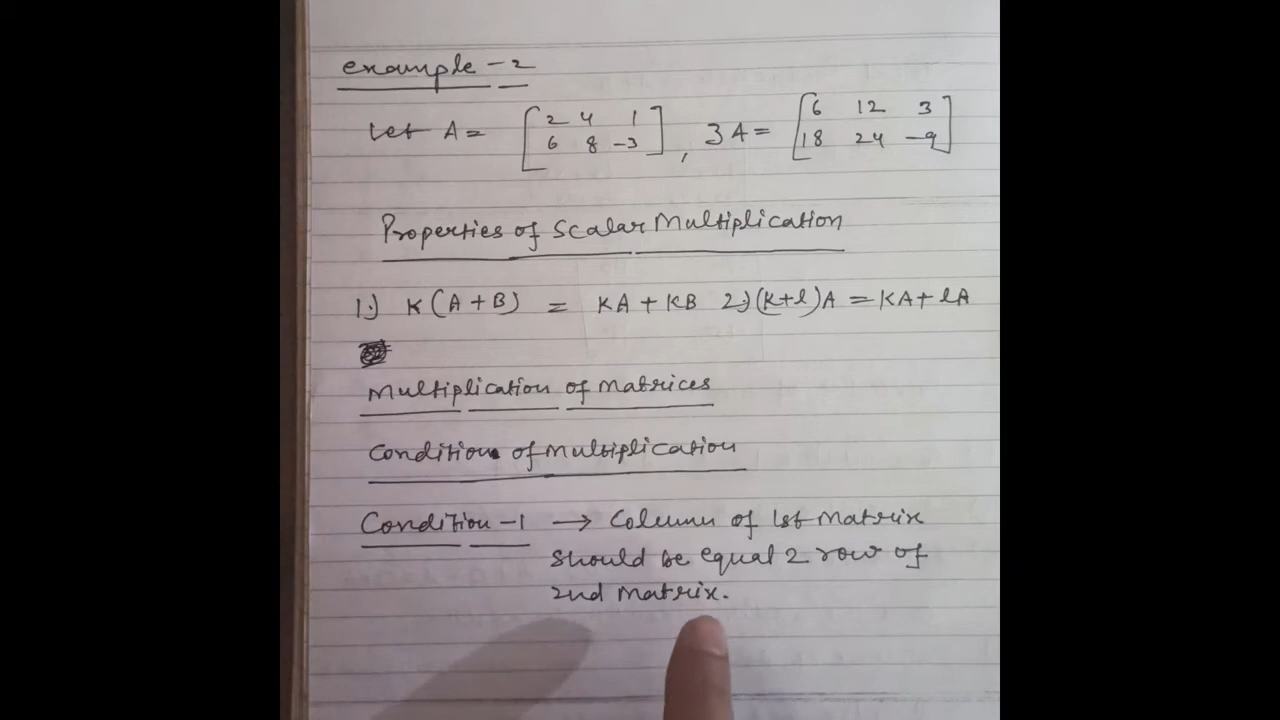 example - 2
Let A = [2 4 1
6 8 -3], 3A = [6 12 3
18 24 -9]
Properties of Scalar Multiplication
1.) K(A+B) = KA + KB 2.) (K+l)A = KA + lA
Multiplication of Matrices
Condition of Multiplication
Condition-1 → Column of 1st Matrix
should be equal 2 row of
2nd Matrix.